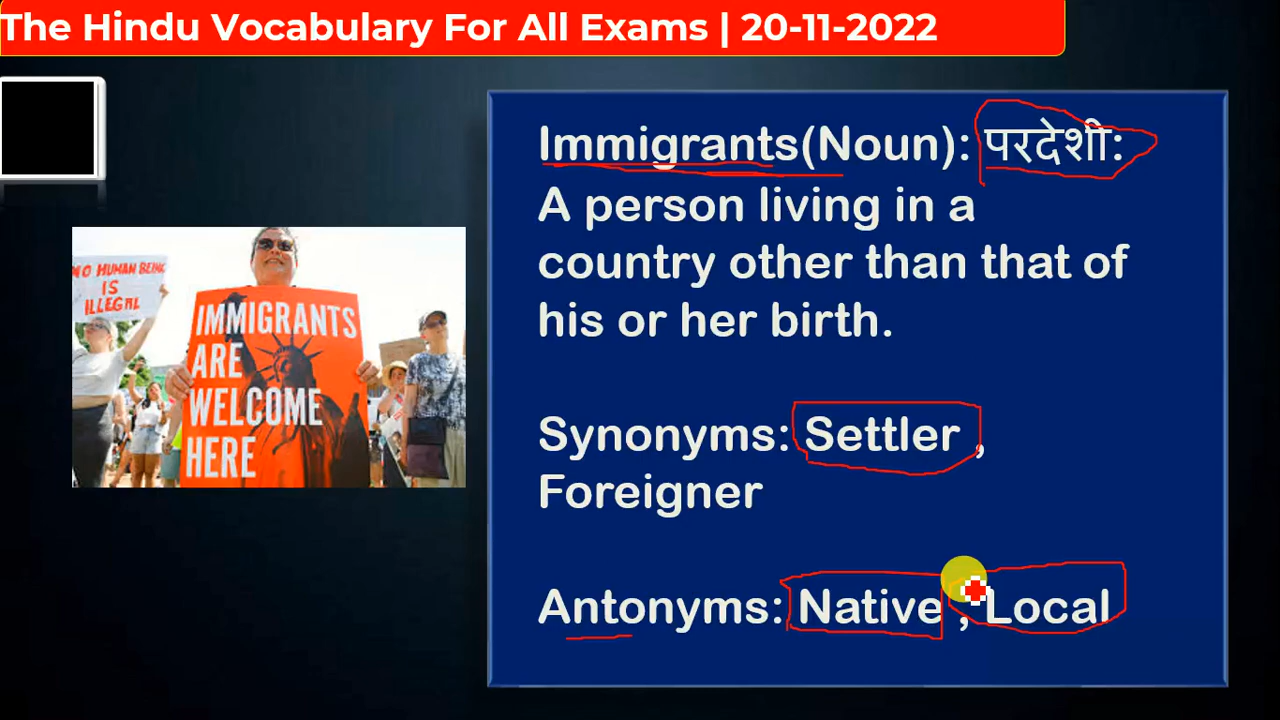 The Hindu Vocabulary For All Exams | 20-11-2022
Immigrants(Noun): परदेशी:
A person living in a
country other than that of
his or her birth.
Synonyms: Settler ,
Foreigner
Antonyms: Native , Local
NO HUMAN BEING
IS
ILLEGAL
IMMIGRANTS
ARE
WELCOME
HERE